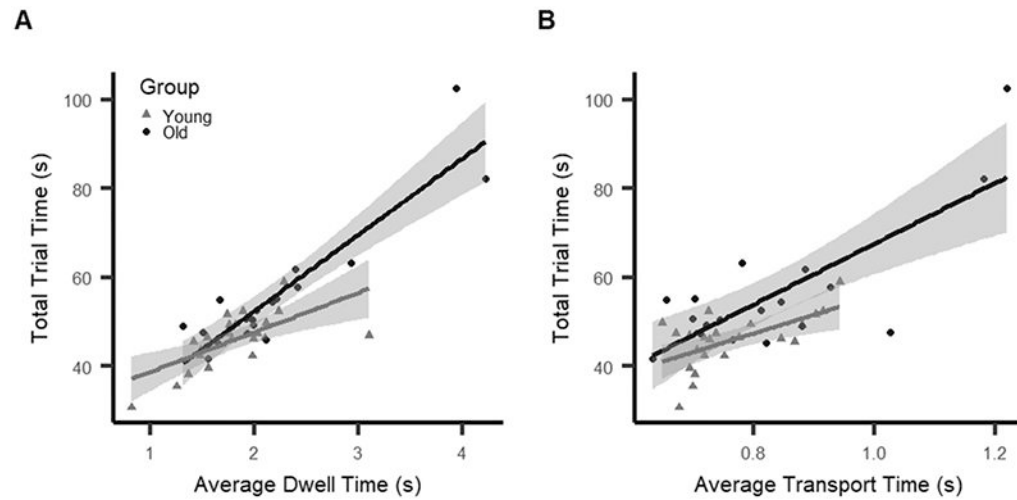 A
Total Trial Time (s)
100
80
60
40
Group
Young
Old
1
2
3
4
Average Dwell Time (s)
B
Total Trial Time (s)
100
80
60
40
0.8
1.0
1.2
Average Transport Time (s)